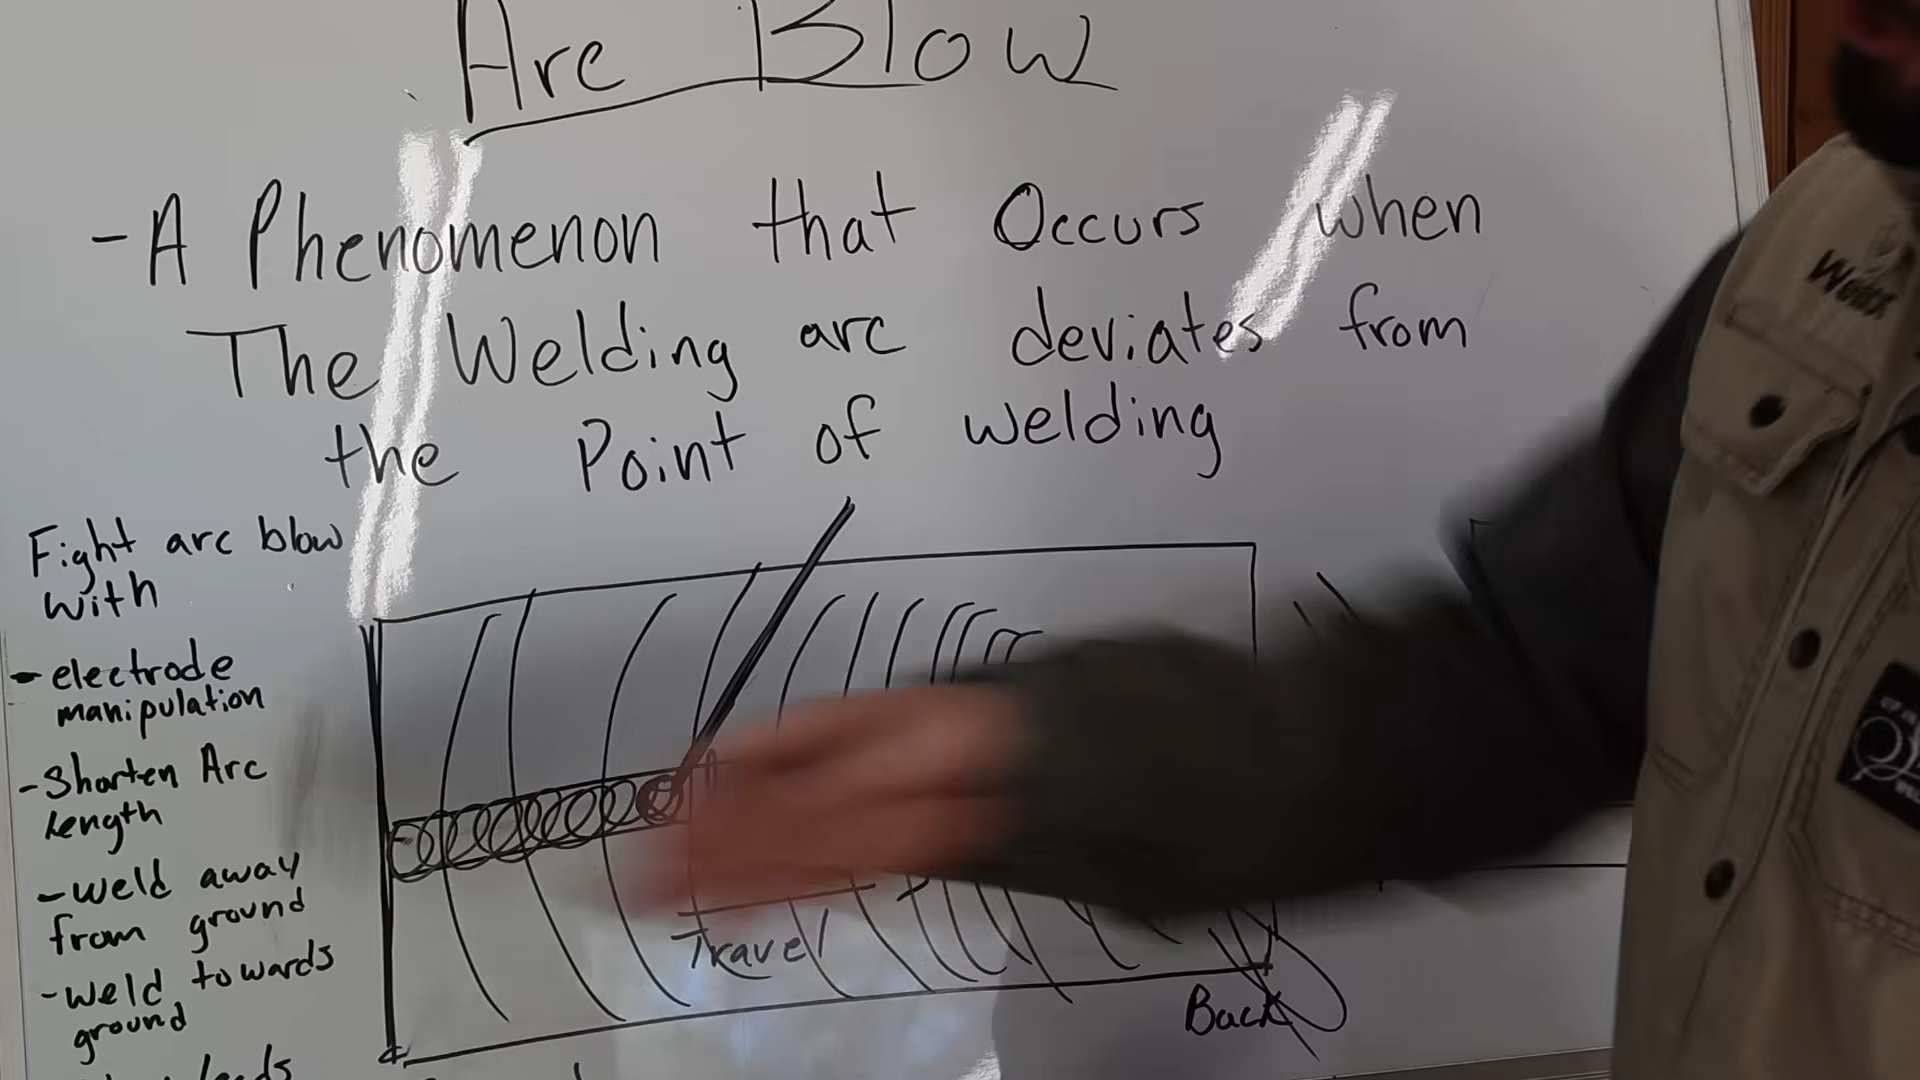 Arc Blow
- A Phenomenon that Occurs when
The Welding arc deviates from
the Point of welding
Fight arc blow
with
- electrode
manipulation
- Shorten Arc
Length
- weld away
from ground
- weld towards
ground
leads
Travel
Back